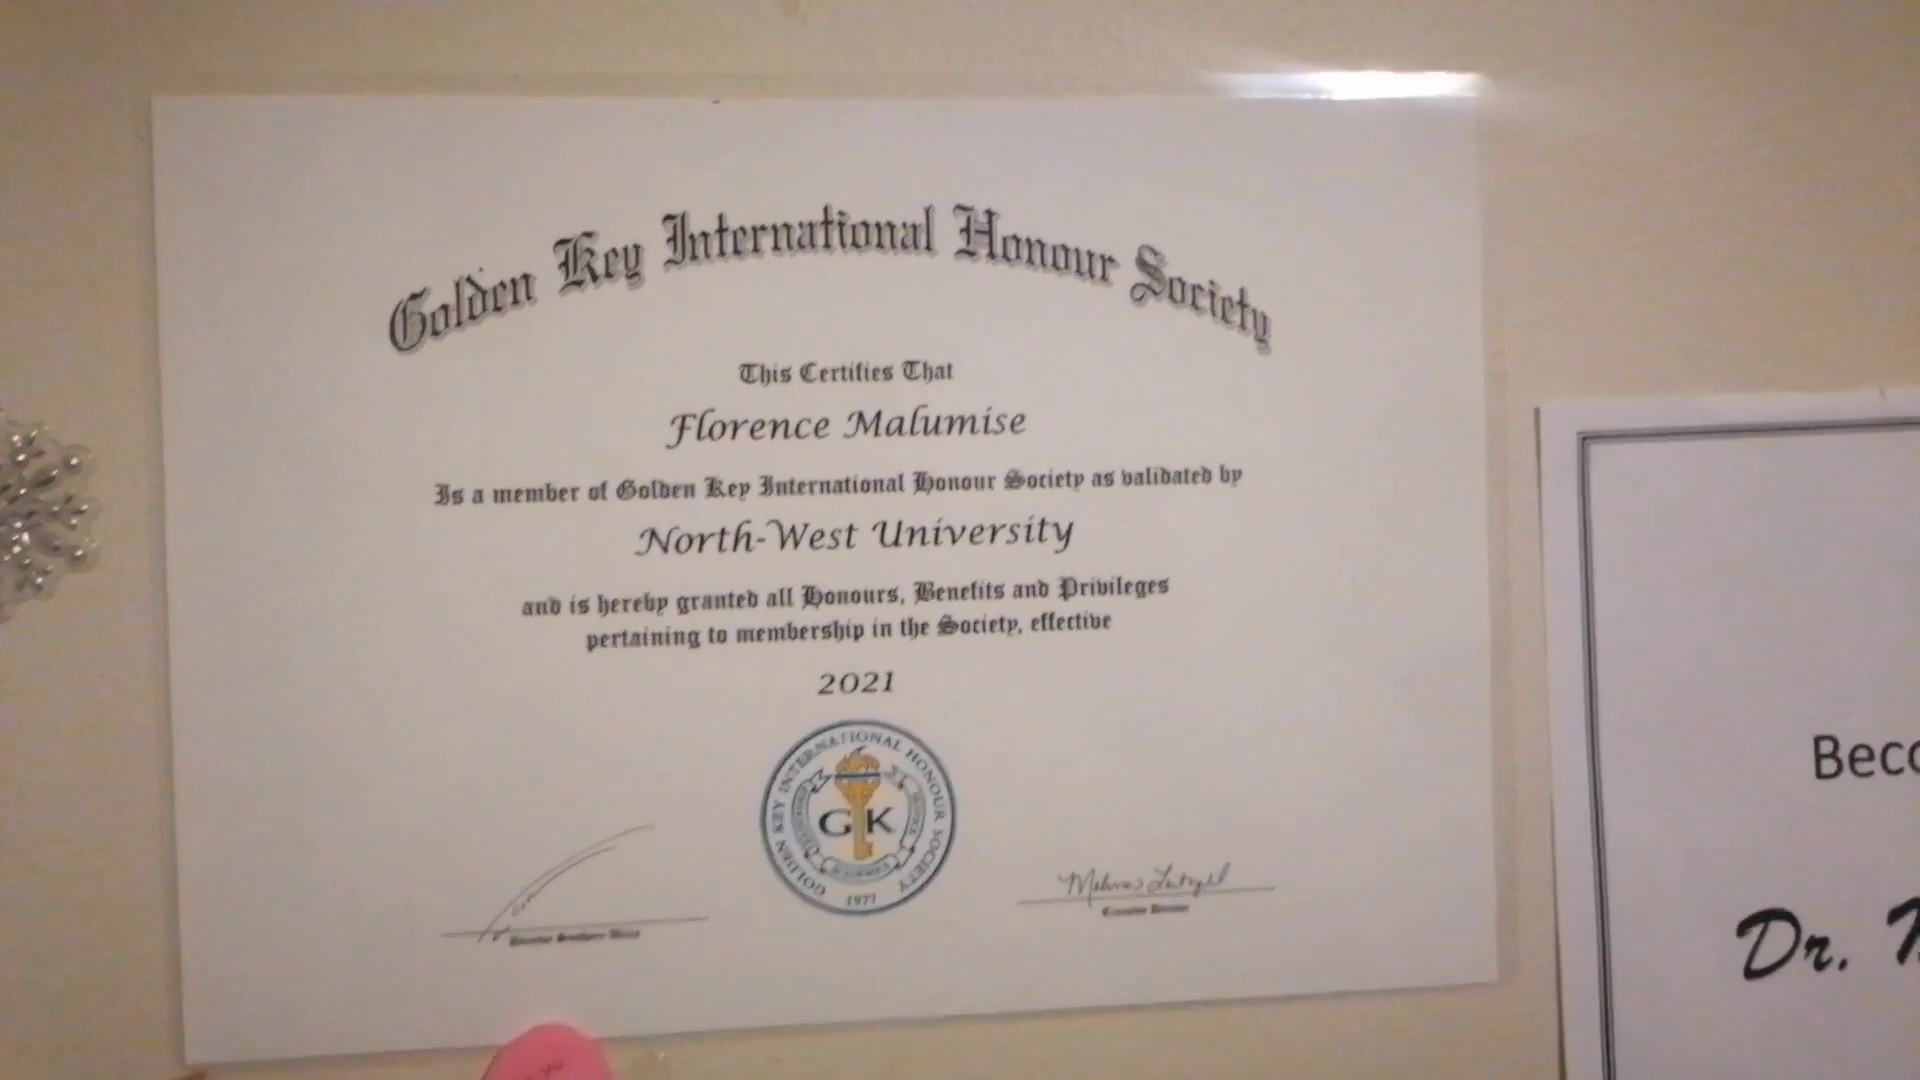 Golden Key International Honour Society
This Certifies That
Florence Malumise
Is a member of Golden Key International Honour Society as validated by
North-West University
and is hereby granted all Honours, Benefits and Privileges
pertaining to membership in the Society, effective
2021
GOLDEN KEY INTERNATIONAL HONOUR SOCIETY
G K
1977
Executive Director
Beco
Dr.